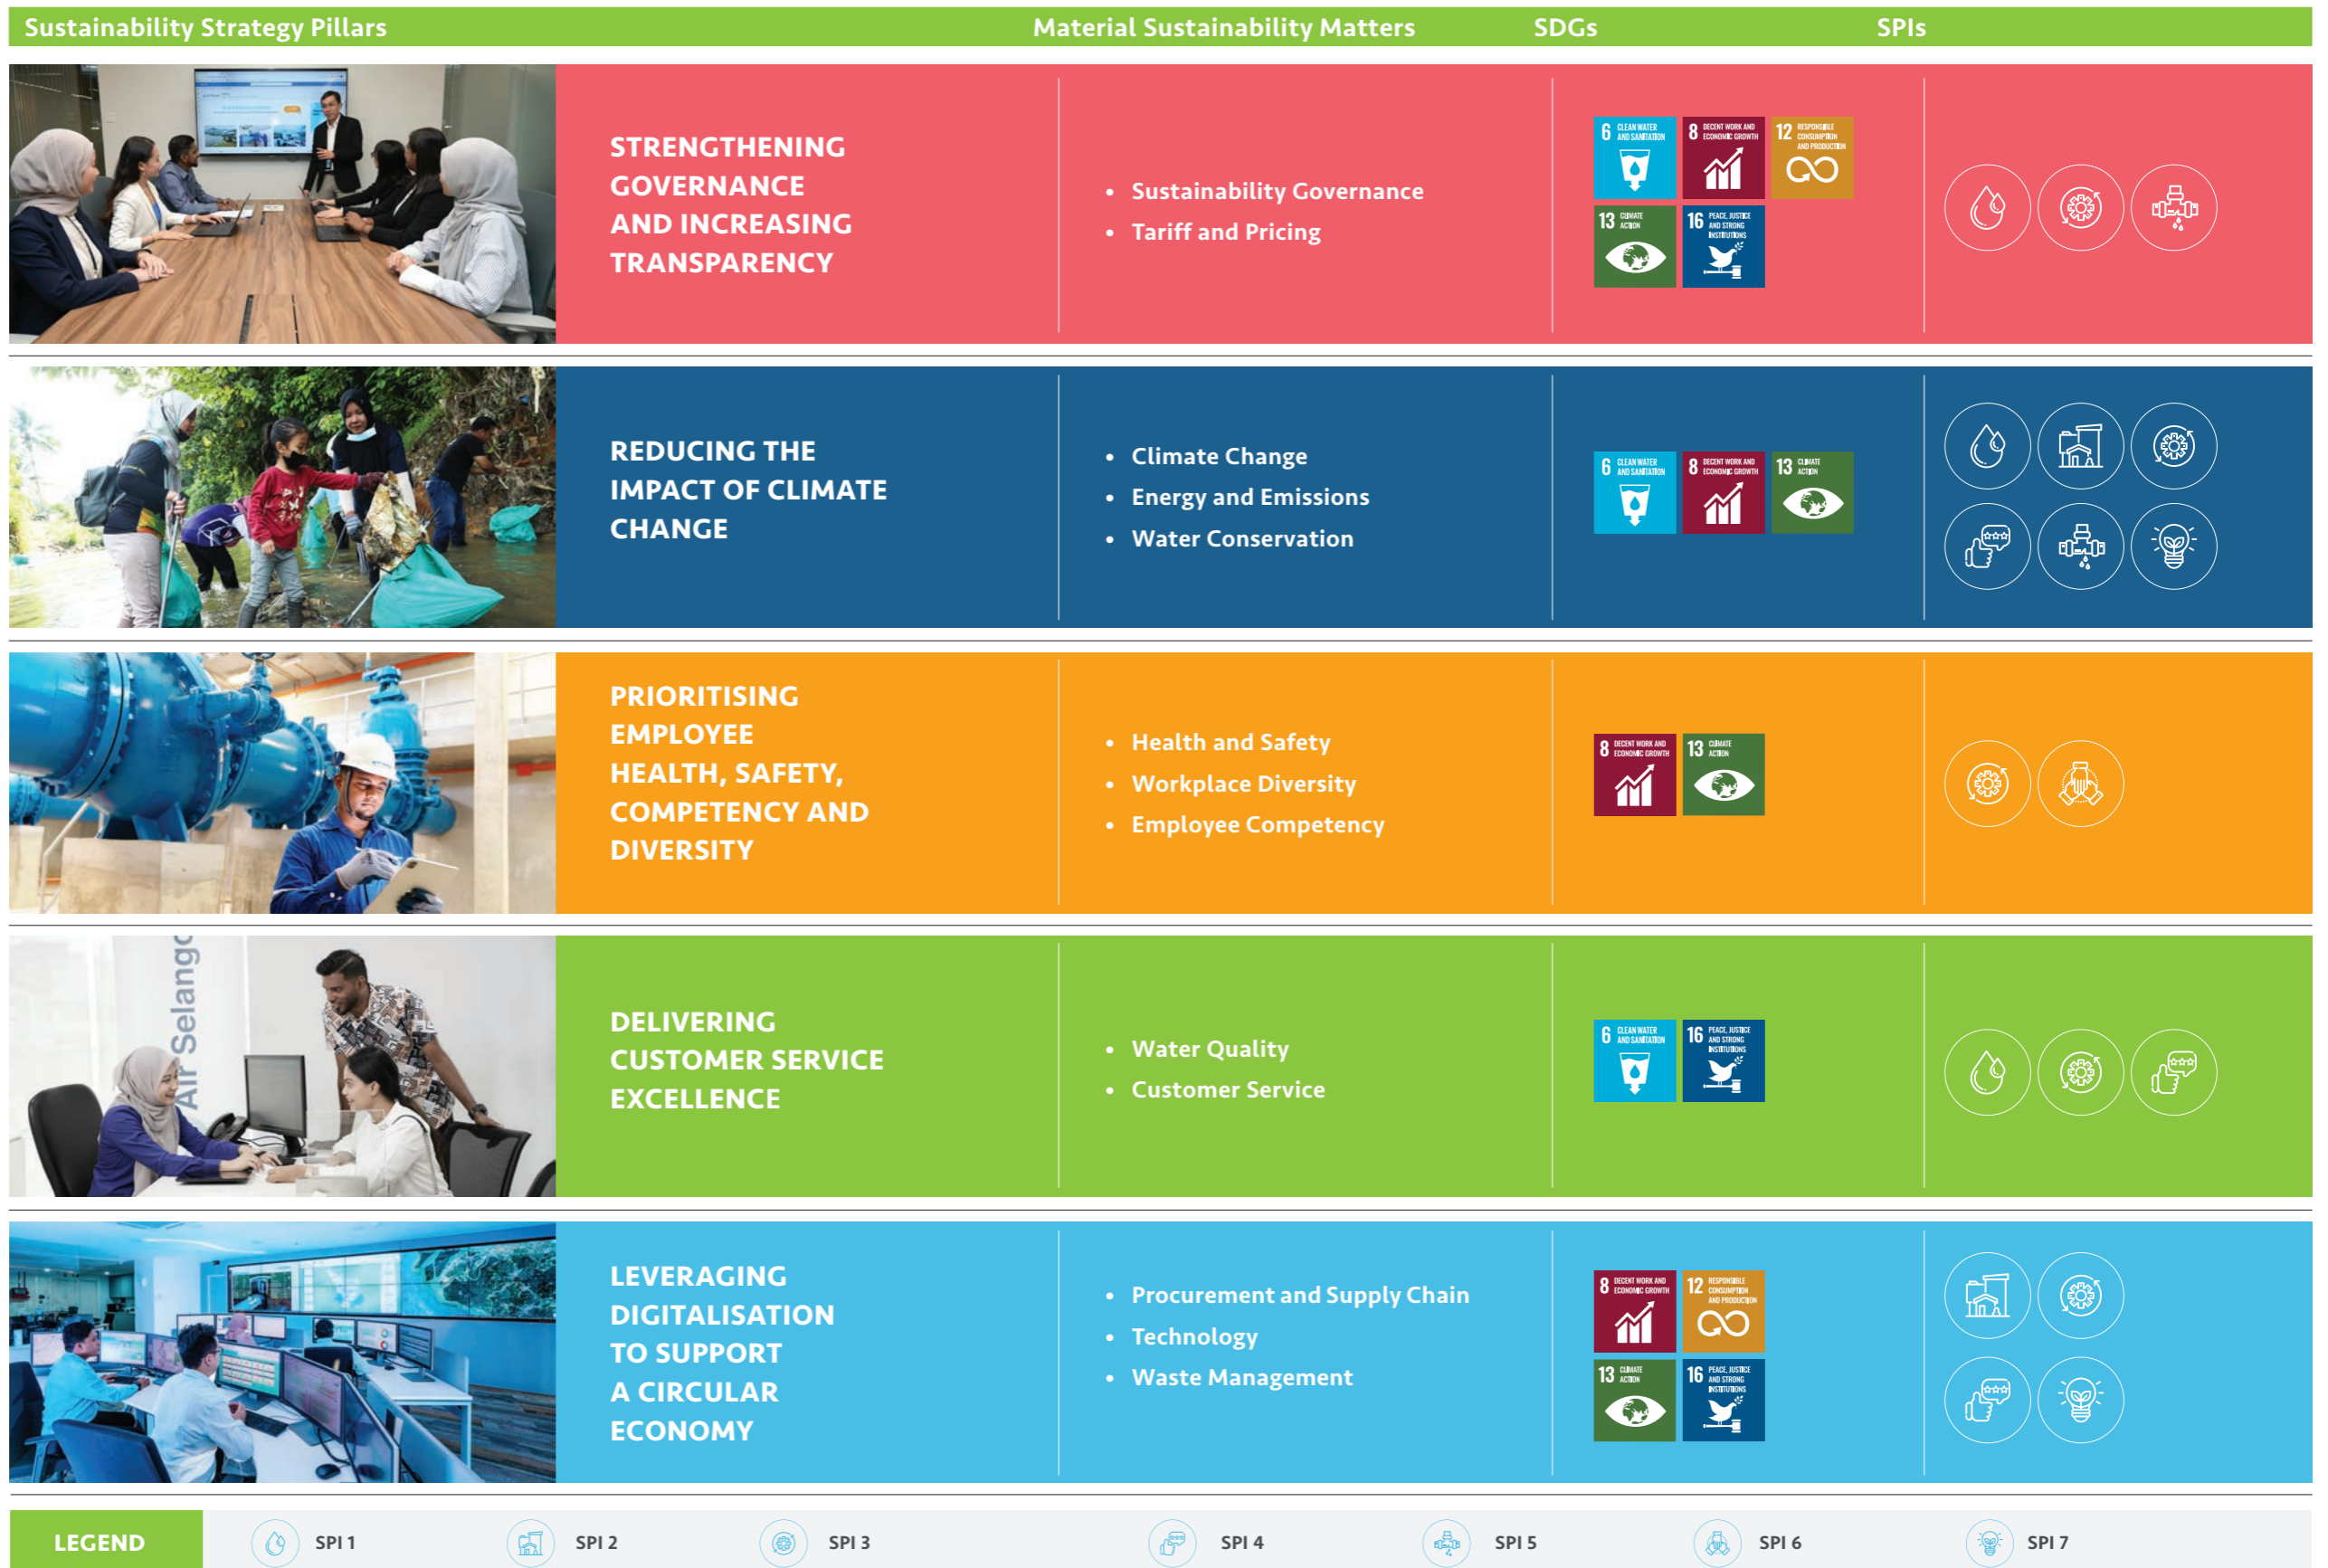 Sustainability Strategy Pillars
Material Sustainability Matters
SDGs
SPIs
STRENGTHENING
GOVERNANCE
AND INCREASING
TRANSPARENCY
• Sustainability Governance
• Tariff and Pricing
6 CLEAN WATER
AND SANITATION
8 DECENT WORK AND
ECONOMIC GROWTH
12 RESPONSIBLE
CONSUMPTION
AND PRODUCTION
13 CLIMATE
ACTION
16 PEACE, JUSTICE
AND STRONG
INSTITUTIONS
REDUCING THE
IMPACT OF CLIMATE
CHANGE
• Climate Change
• Energy and Emissions
• Water Conservation
6 CLEAN WATER
AND SANITATION
8 DECENT WORK AND
ECONOMIC GROWTH
13 CLIMATE
ACTION
PRIORITISING
EMPLOYEE
HEALTH, SAFETY,
COMPETENCY AND
DIVERSITY
• Health and Safety
• Workplace Diversity
• Employee Competency
8 DECENT WORK AND
ECONOMIC GROWTH
13 CLIMATE
ACTION
Air Selango
DELIVERING
CUSTOMER SERVICE
EXCELLENCE
• Water Quality
• Customer Service
6 CLEAN WATER
AND SANITATION
16 PEACE, JUSTICE
AND STRONG
INSTITUTIONS
LEVERAGING
DIGITALISATION
TO SUPPORT
A CIRCULAR
ECONOMY
• Procurement and Supply Chain
• Technology
• Waste Management
8 DECENT WORK AND
ECONOMIC GROWTH
12 RESPONSIBLE
CONSUMPTION
AND PRODUCTION
13 CLIMATE
ACTION
16 PEACE, JUSTICE
AND STRONG
INSTITUTIONS
LEGEND
SPI 1
SPI 2
SPI 3
SPI 4
SPI 5
SPI 6
SPI 7